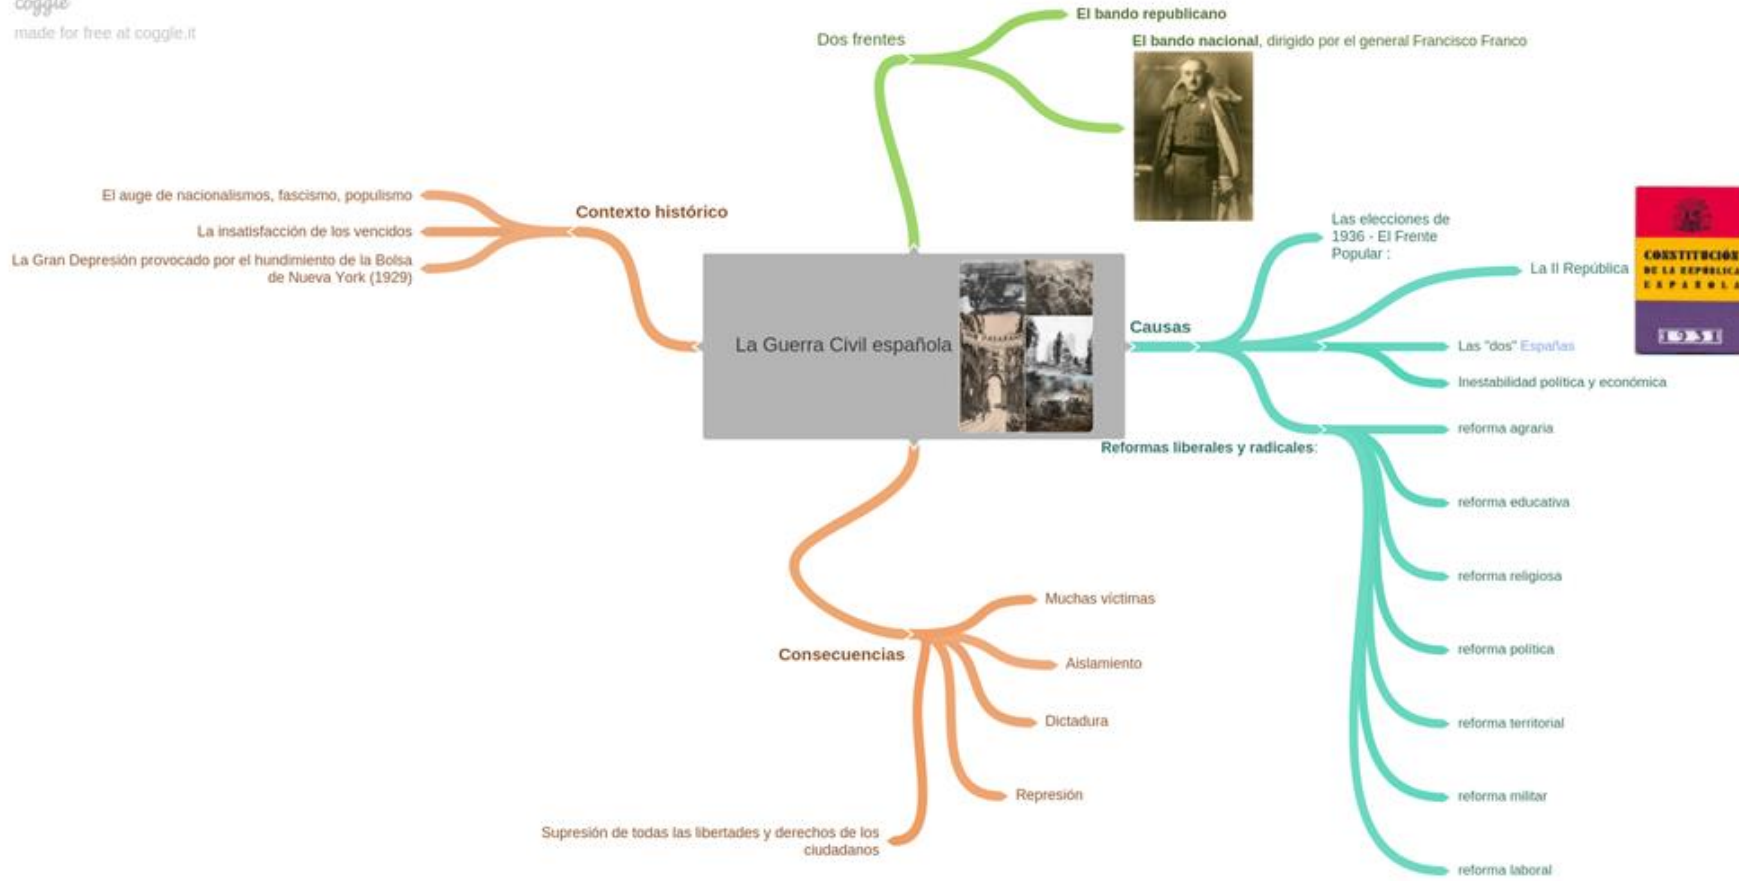 coggle
made for free at coggle.it
Dos frentes
El bando republicano
El bando nacional, dirigido por el general Francisco Franco
Contexto histórico
El auge de nacionalismos, fascismo, populismo
La insatisfacción de los vencidos
La Gran Depresión provocado por el hundimiento de la Bolsa
de Nueva York (1929)
La Guerra Civil española
Causas
Las elecciones de
1936 - El Frente
Popular :
La II República
CONSTITUCIÓN
DE LA REPÚBLICA
ESPAÑOLA
1931
Las "dos" Españas
Inestabilidad política y económica
Reformas liberales y radicales:
reforma agraria
reforma educativa
reforma religiosa
reforma política
reforma territorial
reforma militar
reforma laboral
Consecuencias
Muchas víctimas
Aislamiento
Dictadura
Represión
Supresión de todas las libertades y derechos de los
ciudadanos